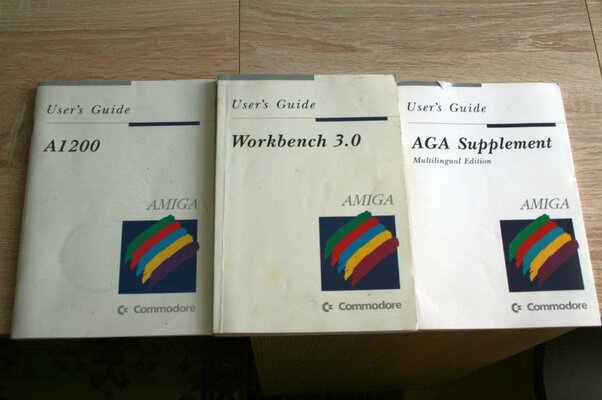 User's Guide
A1200
AMIGA
Commodore
User's Guide
Workbench 3.0
AMIGA
Commodore
User's Guide
AGA Supplement
Multilingual Edition
AMIGA
Commodore